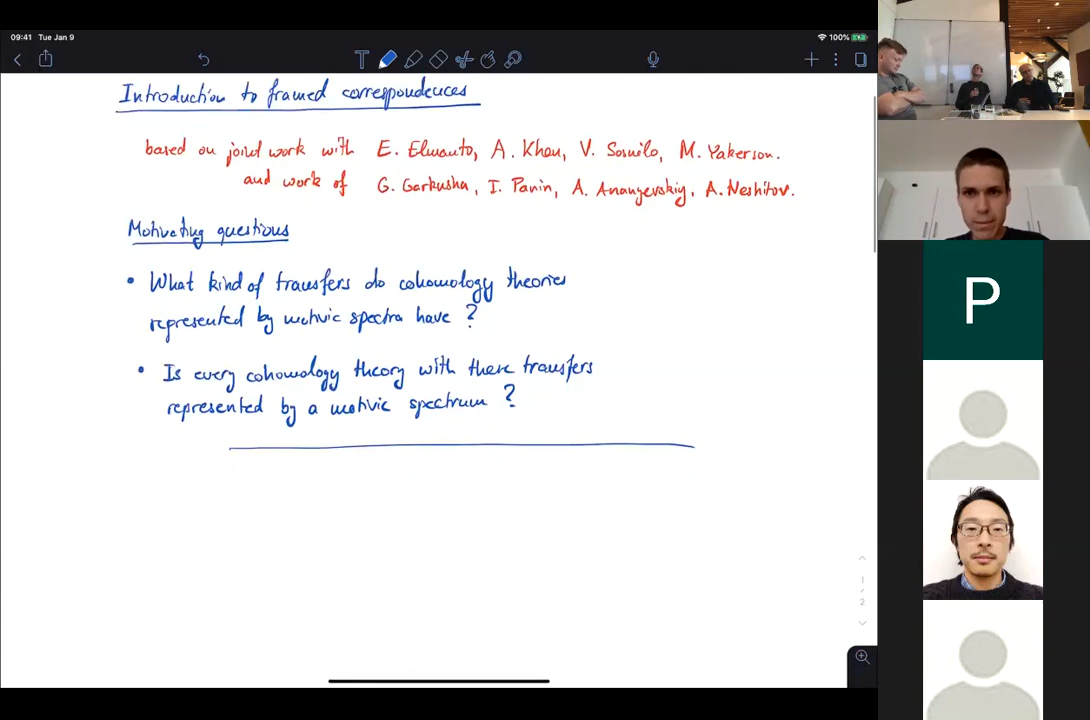 09:41 Tue Jan 9
100%
Introduction to framed correspondences
based on joint work with E. Elmanto, A. Khan, V. Sosnilo, M. Yakerson.
and work of G. Garkusha, I. Panin, A. Ananyevskiy, A. Neshitov.
Motivating questions
• What kind of transfers do cohomology theories
represented by motivic spectra have ?
• Is every cohomology theory with these transfers
represented by a motivic spectrum ?
P
1
/
2